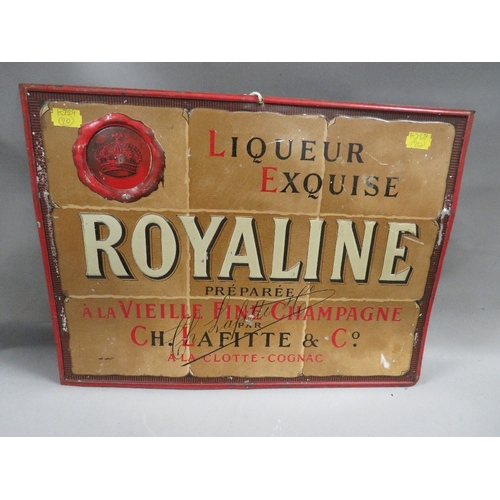 LIQUEUR
EXQUISE
ROYALINE
PRÉPARÉE
À LA VIEILLE FINE CHAMPAGNE
PAR
CH. LAFITTE & Cº
A LA CLOTTE-COGNAC